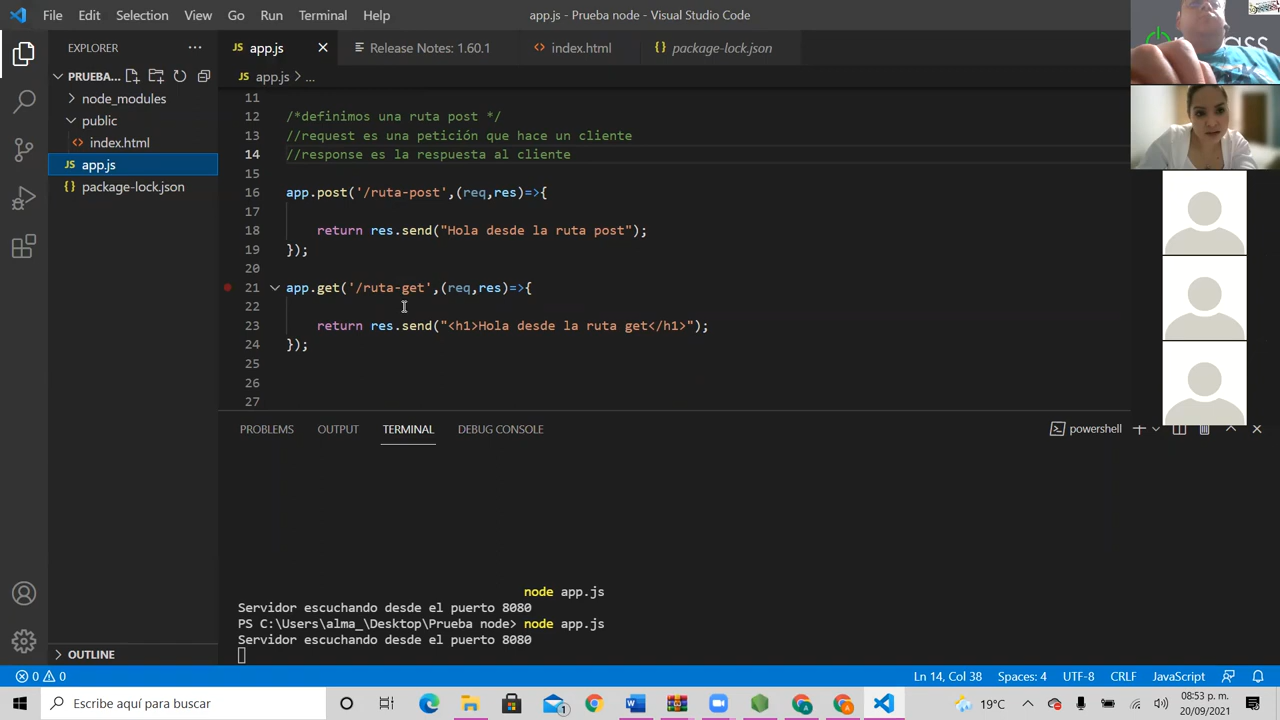 File Edit Selection View Go Run Terminal Help
app.js - Prueba node - Visual Studio Code
EXPLORER
PRUEBA...
node_modules
public
index.html
app.js
package-lock.json
OUTLINE
app.js
Release Notes: 1.60.1
index.html
package-lock.json
app.js > ...
11
12 /*definimos una ruta post */
13 //request es una petición que hace un cliente
14 //response es la respuesta al cliente
15
16 app.post('/ruta-post',(req,res)=>{
17
18 return res.send("Hola desde la ruta post");
19 });
20
21 app.get('/ruta-get',(req,res)=>{
22
23 return res.send("<h1>Hola desde la ruta get</h1>");
24 });
25
26
27
PROBLEMS OUTPUT TERMINAL DEBUG CONSOLE
powershell
node app.js
Servidor escuchando desde el puerto 8080
PS C:\Users\alma_\Desktop\Prueba node> node app.js
Servidor escuchando desde el puerto 8080
0 0
Ln 14, Col 38 Spaces: 4 UTF-8 CRLF JavaScript
Escribe aquí para buscar
1
19°C
08:53 p. m.
20/09/2021